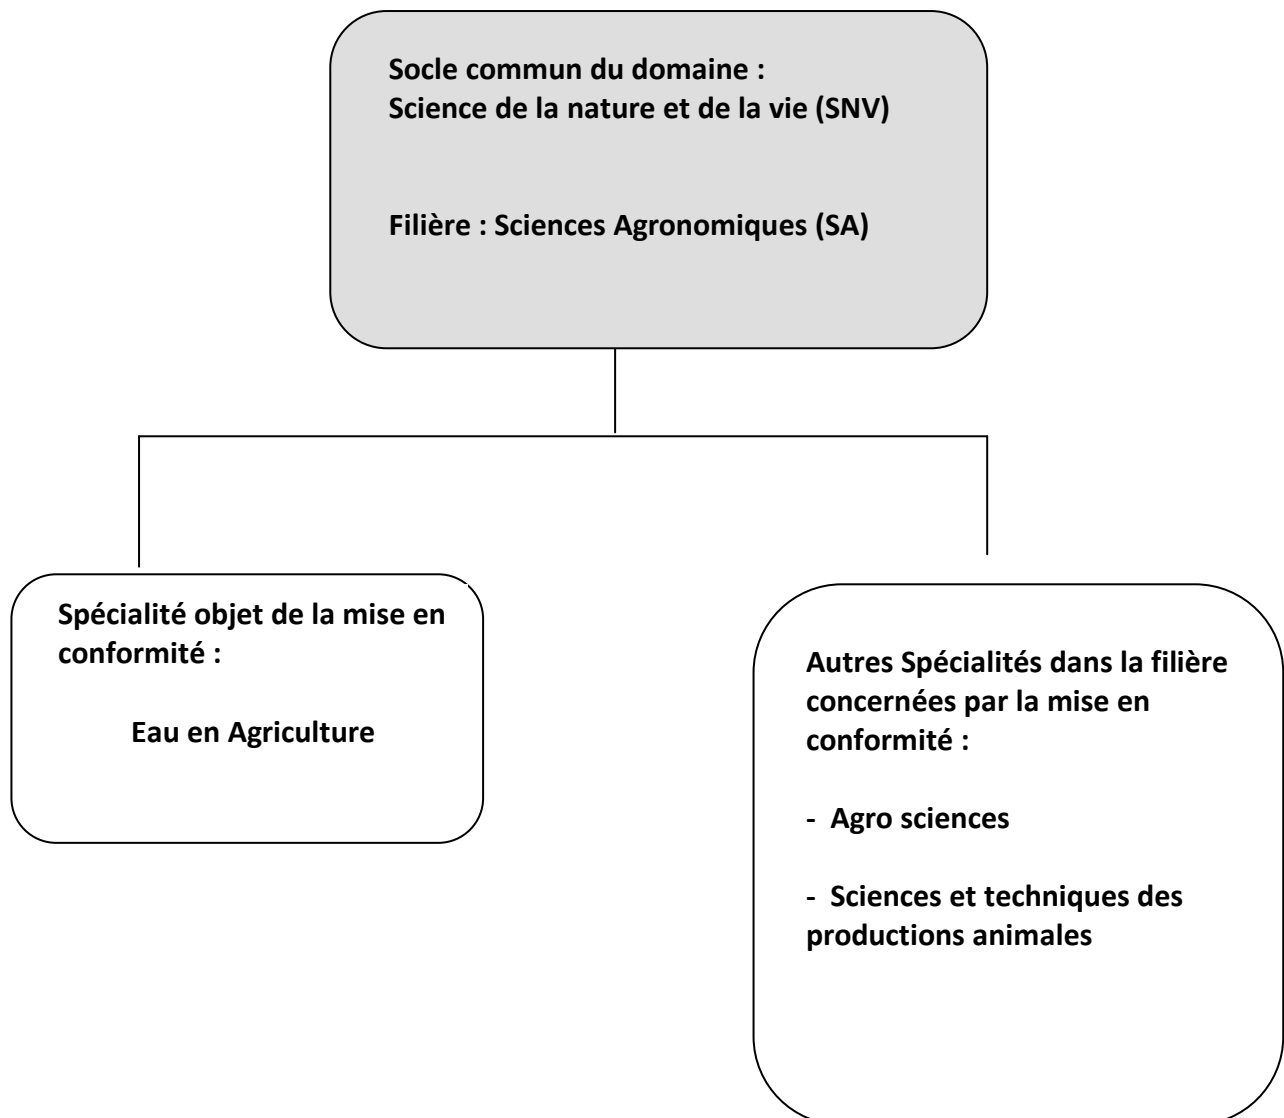 Socle commun du domaine :
Science de la nature et de la vie (SNV)
Filière : Sciences Agronomiques (SA)
Spécialité objet de la mise en
conformité :
Eau en Agriculture
Autres Spécialités dans la filière
concernées par la mise en
conformité :
- Agro sciences
- Sciences et techniques des
productions animales